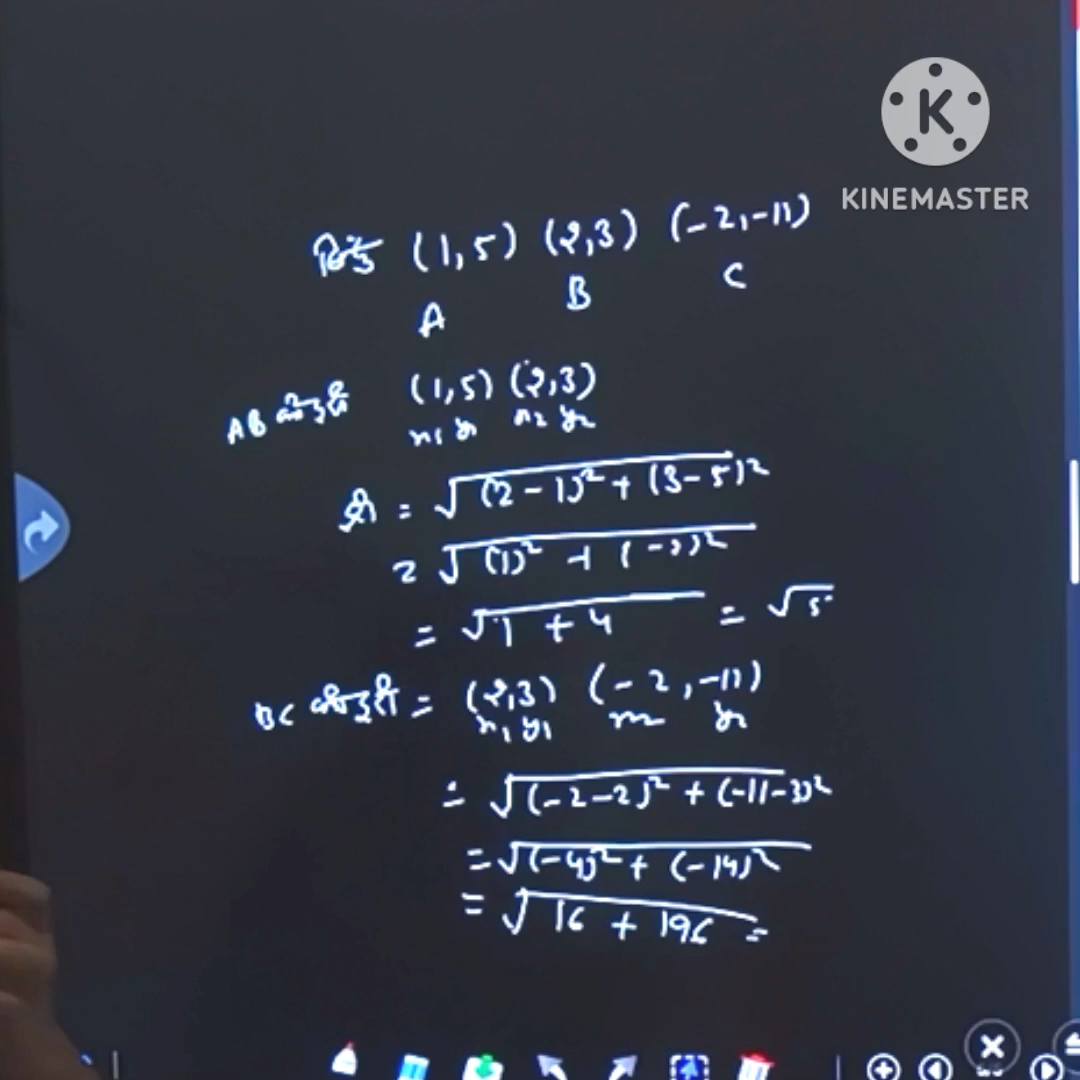 KINEMASTER
बिंदु (1,5) (2,3) (-2,-11)
A B C
AB की दूरी (1,5) (2,3)
x₁ y₁ x₂ y₂
= √(2-1)² + (3-5)²
= √(1)² + (-2)²
= √1 + 4 = √5
BC की दूरी = (2,3) (-2,-11)
x₁ y₁ x₂ y₂
= √(-2-2)² + (-11-3)²
= √(-4)² + (-14)²
= √16 + 196 =